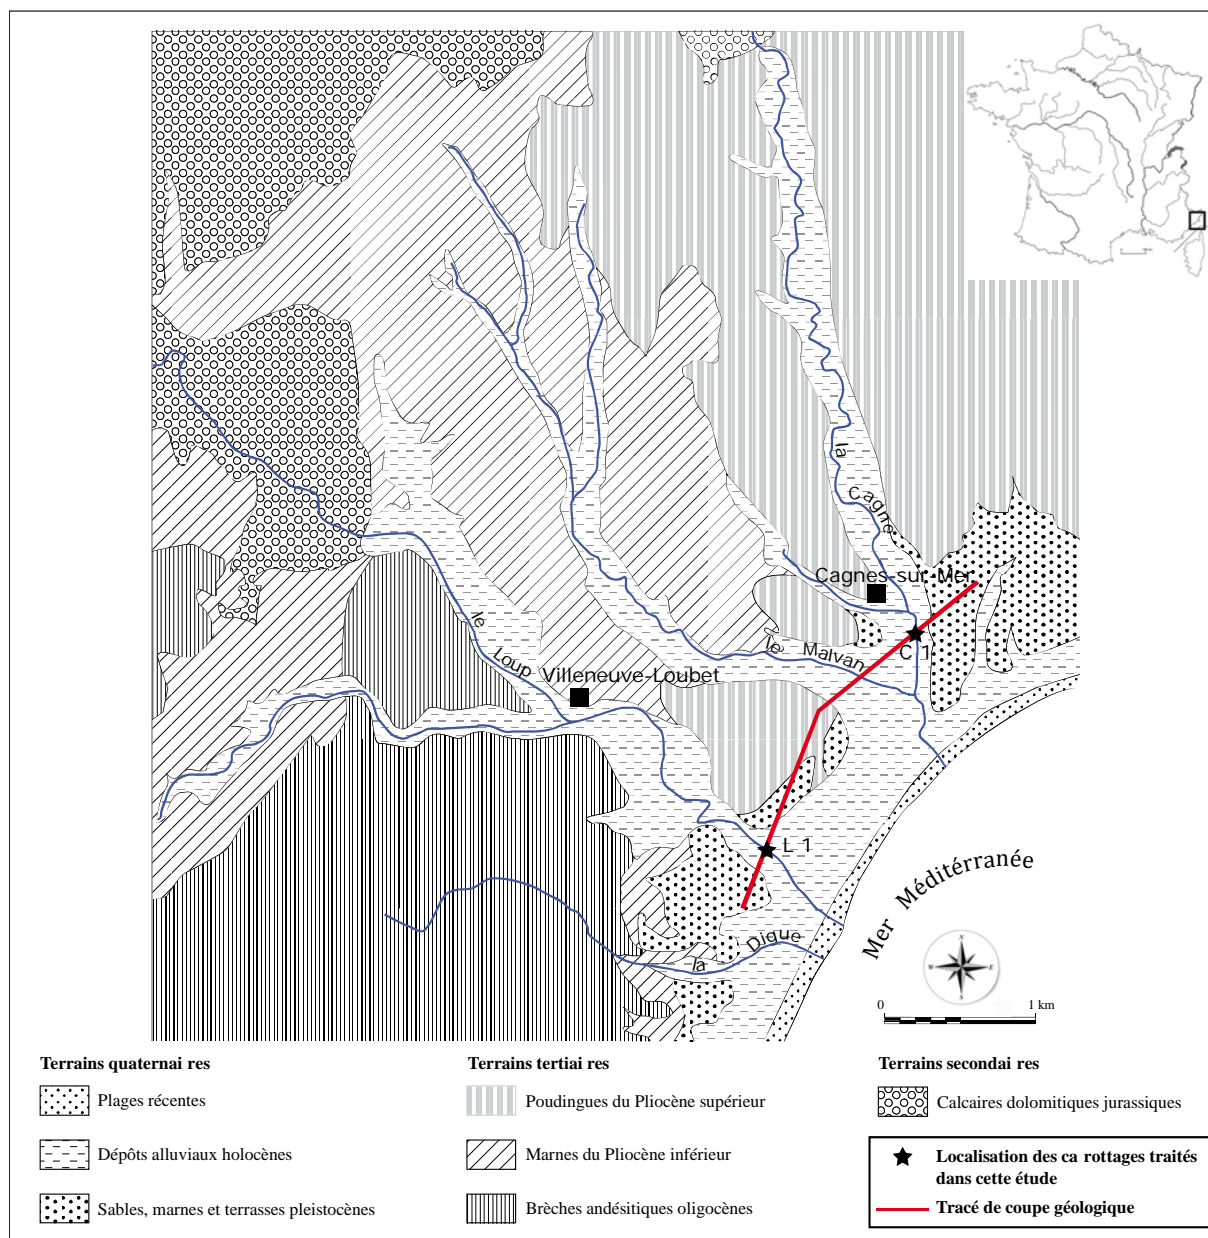 la Cagne
Cagnes-sur-Mer
C 1
le Malvan
le Loup
Villeneuve-Loubet
L 1
la Digue
Mer Méditérranée
N
W E
S
0 1 km
Terrains quaternai res
Plages récentes
Dépôts alluviaux holocènes
Sables, marnes et terrasses pleistocènes
Terrains tertiai res
Poudingues du Pliocène supérieur
Marnes du Pliocène inférieur
Brèches andésitiques oligocènes
Terrains secondai res
Calcaires dolomitiques jurassiques
Localisation des ca rottages traités
dans cette étude
Tracé de coupe géologique